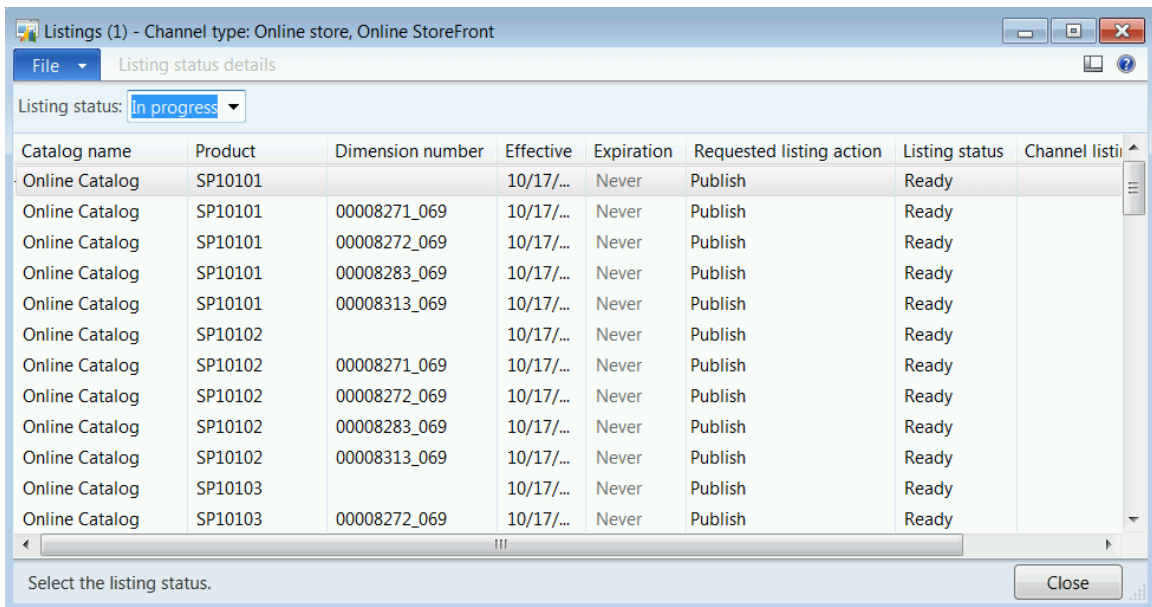 Listings (1) - Channel type: Online store, Online StoreFront
File Listing status details
Listing status: In progress
Catalog name Product Dimension number Effective Expiration Requested listing action Listing status Channel listi
Online Catalog SP10101 10/17/... Never Publish Ready
Online Catalog SP10101 00008271_069 10/17/... Never Publish Ready
Online Catalog SP10101 00008272_069 10/17/... Never Publish Ready
Online Catalog SP10101 00008283_069 10/17/... Never Publish Ready
Online Catalog SP10101 00008313_069 10/17/... Never Publish Ready
Online Catalog SP10102 10/17/... Never Publish Ready
Online Catalog SP10102 00008271_069 10/17/... Never Publish Ready
Online Catalog SP10102 00008272_069 10/17/... Never Publish Ready
Online Catalog SP10102 00008283_069 10/17/... Never Publish Ready
Online Catalog SP10102 00008313_069 10/17/... Never Publish Ready
Online Catalog SP10103 10/17/... Never Publish Ready
Online Catalog SP10103 00008272_069 10/17/... Never Publish Ready
Select the listing status. Close